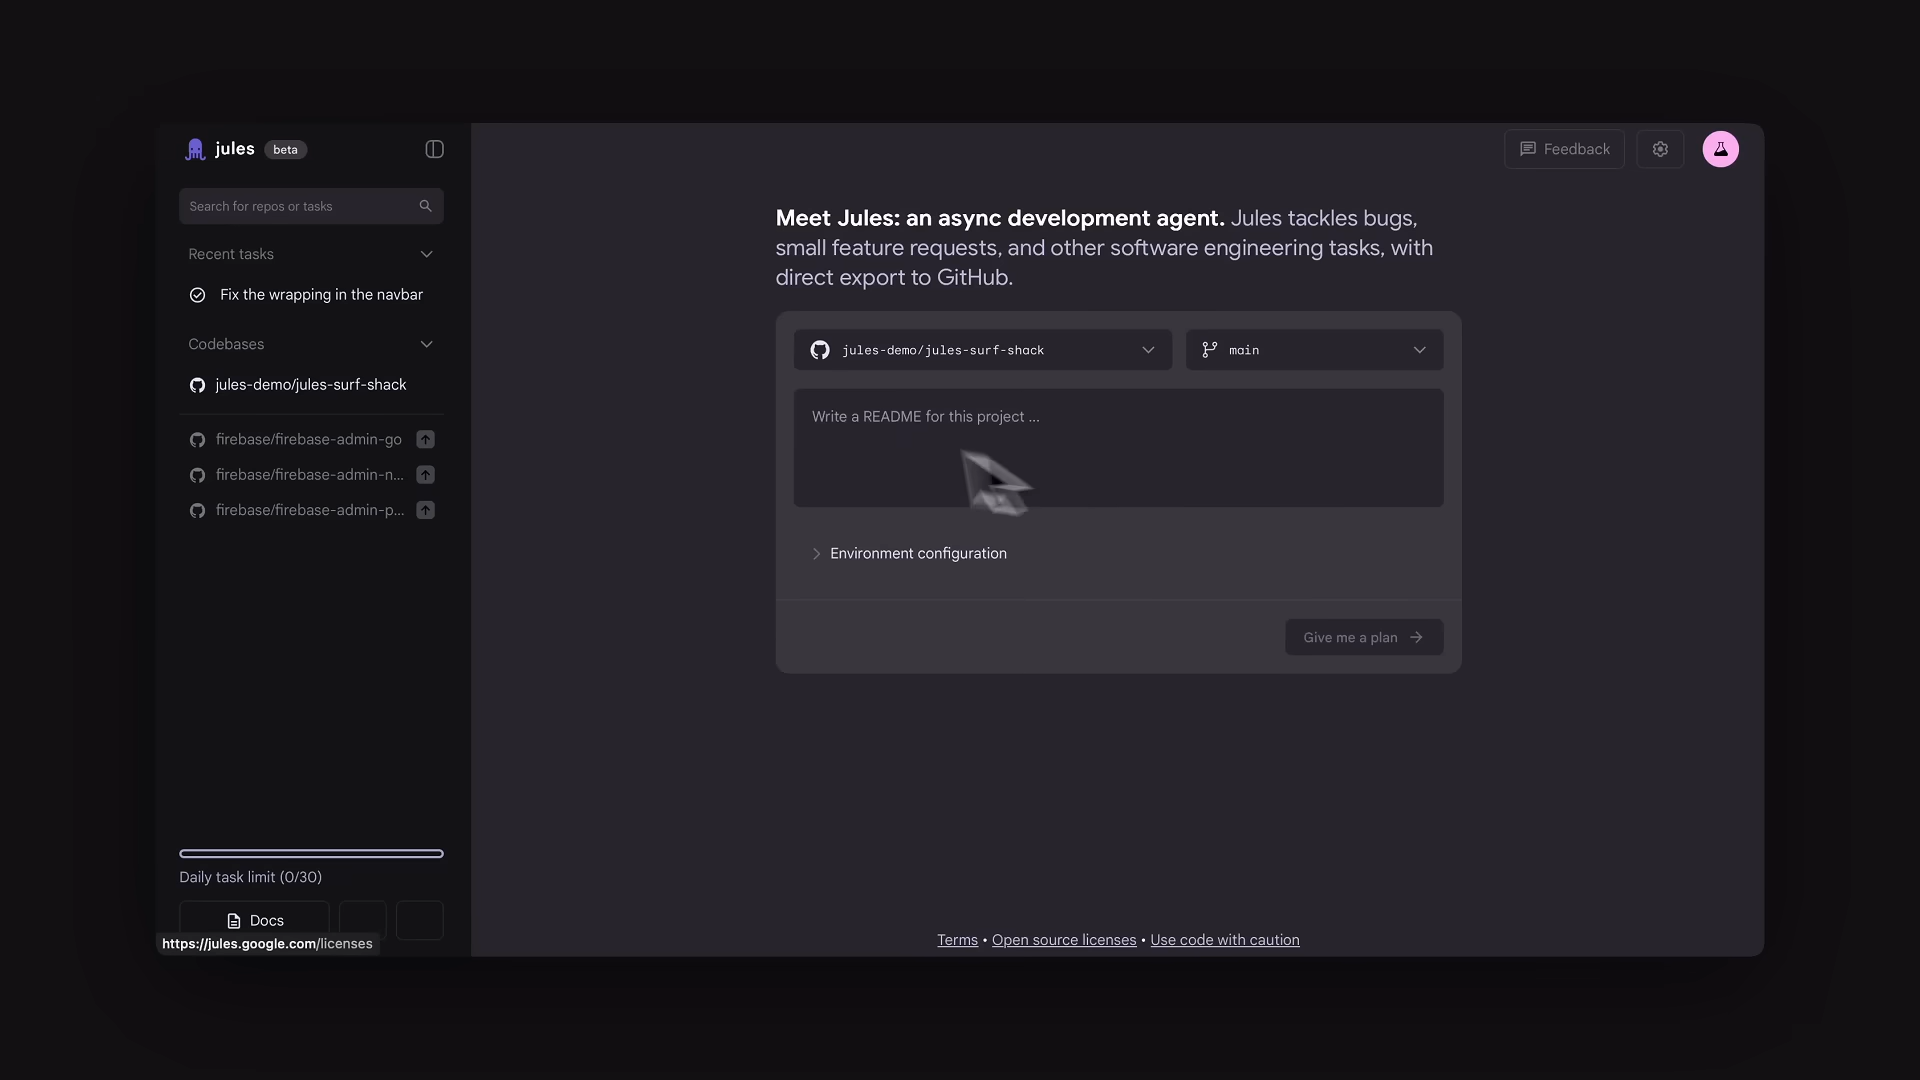 jules beta
Search for repos or tasks
Recent tasks
Fix the wrapping in the navbar
Codebases
jules-demo/jules-surf-shack
firebase/firebase-admin-go
firebase/firebase-admin-n...
firebase/firebase-admin-p...
Daily task limit (0/30)
Docs
https://jules.google.com/licenses
Feedback
Meet Jules: an async development agent. Jules tackles bugs,
small feature requests, and other software engineering tasks, with
direct export to GitHub.
jules-demo/jules-surf-shack
main
Write a README for this project ...
Environment configuration
Give me a plan
Terms • Open source licenses • Use code with caution